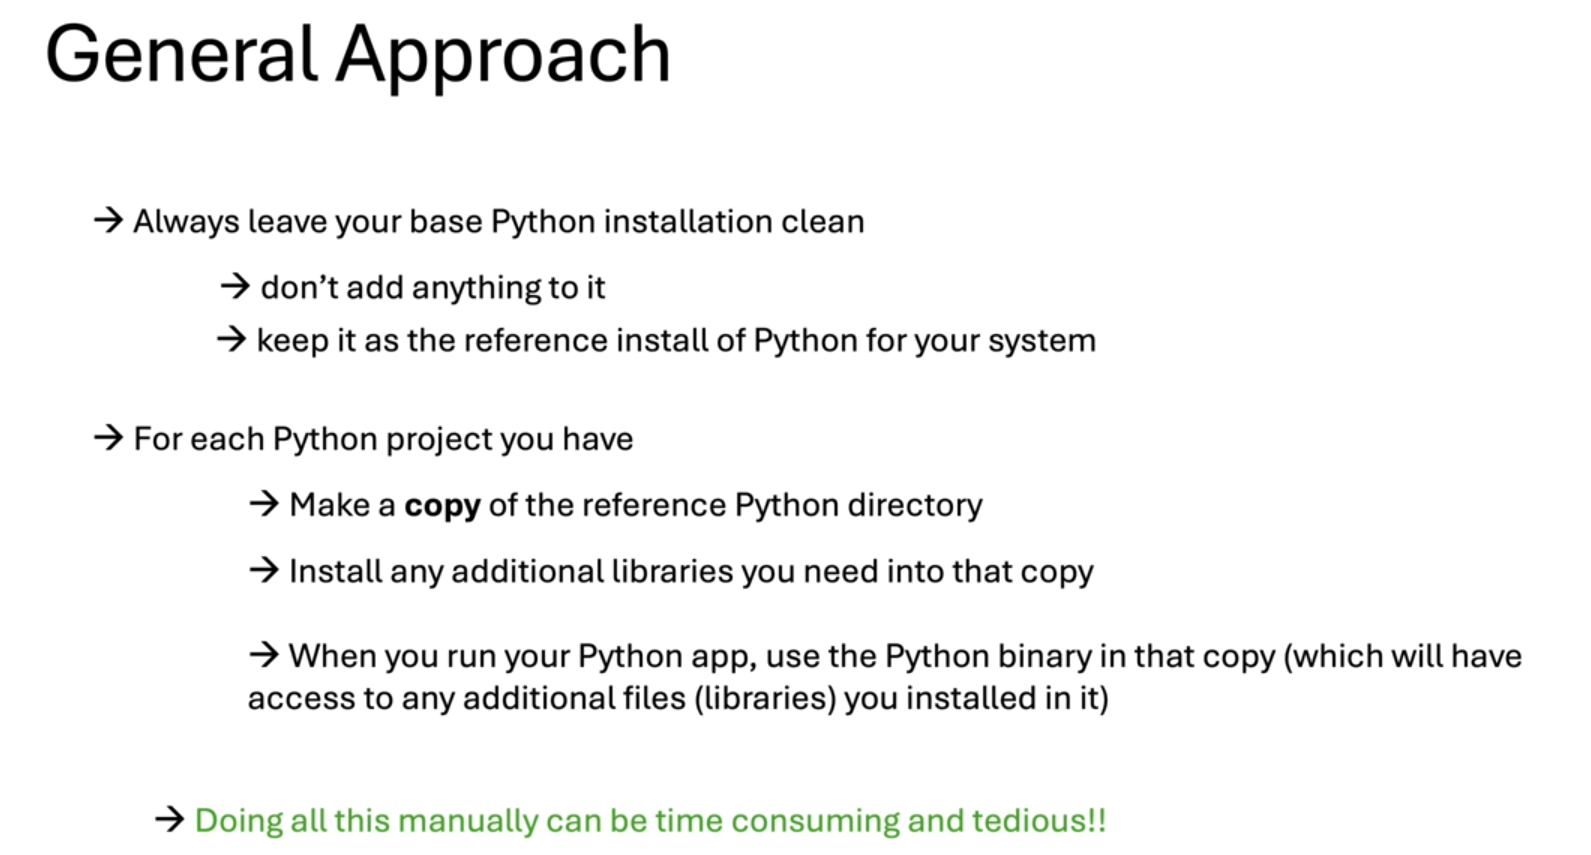 General Approach
→ Always leave your base Python installation clean
→ don’t add anything to it
→ keep it as the reference install of Python for your system
→ For each Python project you have
→ Make a copy of the reference Python directory
→ Install any additional libraries you need into that copy
→ When you run your Python app, use the Python binary in that copy (which will have
access to any additional files (libraries) you installed in it)
→ Doing all this manually can be time consuming and tedious!!